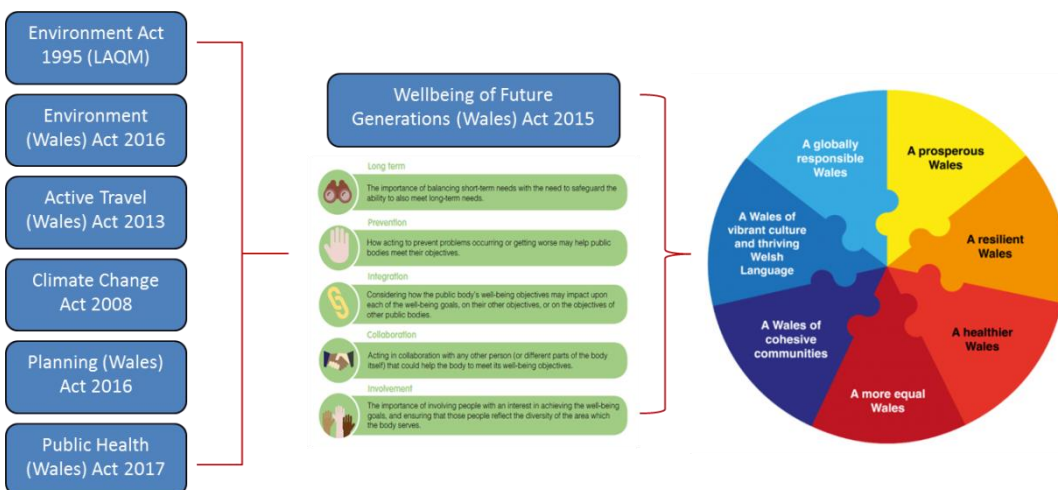 Environment Act
1995 (LAQM)
Environment
(Wales) Act 2016
Active Travel
(Wales) Act 2013
Climate Change
Act 2008
Planning (Wales)
Act 2016
Public Health
(Wales) Act 2017
Wellbeing of Future
Generations (Wales) Act 2015
Long term
The importance of balancing short-term needs with the need to safeguard the
ability to also meet long-term needs.
Prevention
How acting to prevent problems occurring or getting worse may help public
bodies meet their objectives.
Integration
Considering how the public body's well-being objectives may impact upon
each of the well-being goals, on their other objectives, or on the objectives of
other public bodies.
Collaboration
Acting in collaboration with any other person (or different parts of the body
itself) that could help the body to meet its well-being objectives.
Involvement
The importance of involving people with an interest in achieving the well-being
goals, and ensuring that those people reflect the diversity of the area which
the body serves.
A globally
responsible
Wales
A prosperous
Wales
A resilient
Wales
A healthier
Wales
A more equal
Wales
A Wales of
cohesive
communities
A Wales of
vibrant culture
and thriving
Welsh
Language